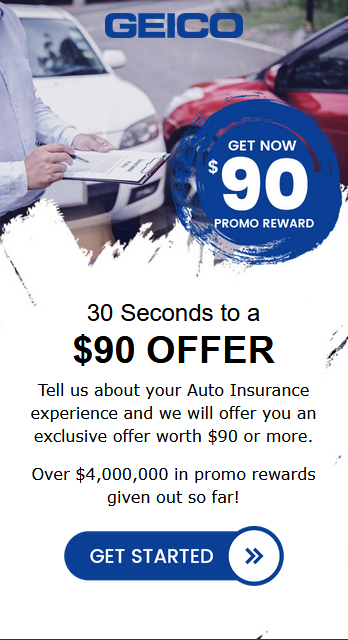 GEICO
GET NOW
$90
PROMO REWARD
30 Seconds to a
$90 OFFER
Tell us about your Auto Insurance
experience and we will offer you an
exclusive offer worth $90 or more.
Over $4,000,000 in promo rewards
given out so far!
GET STARTED